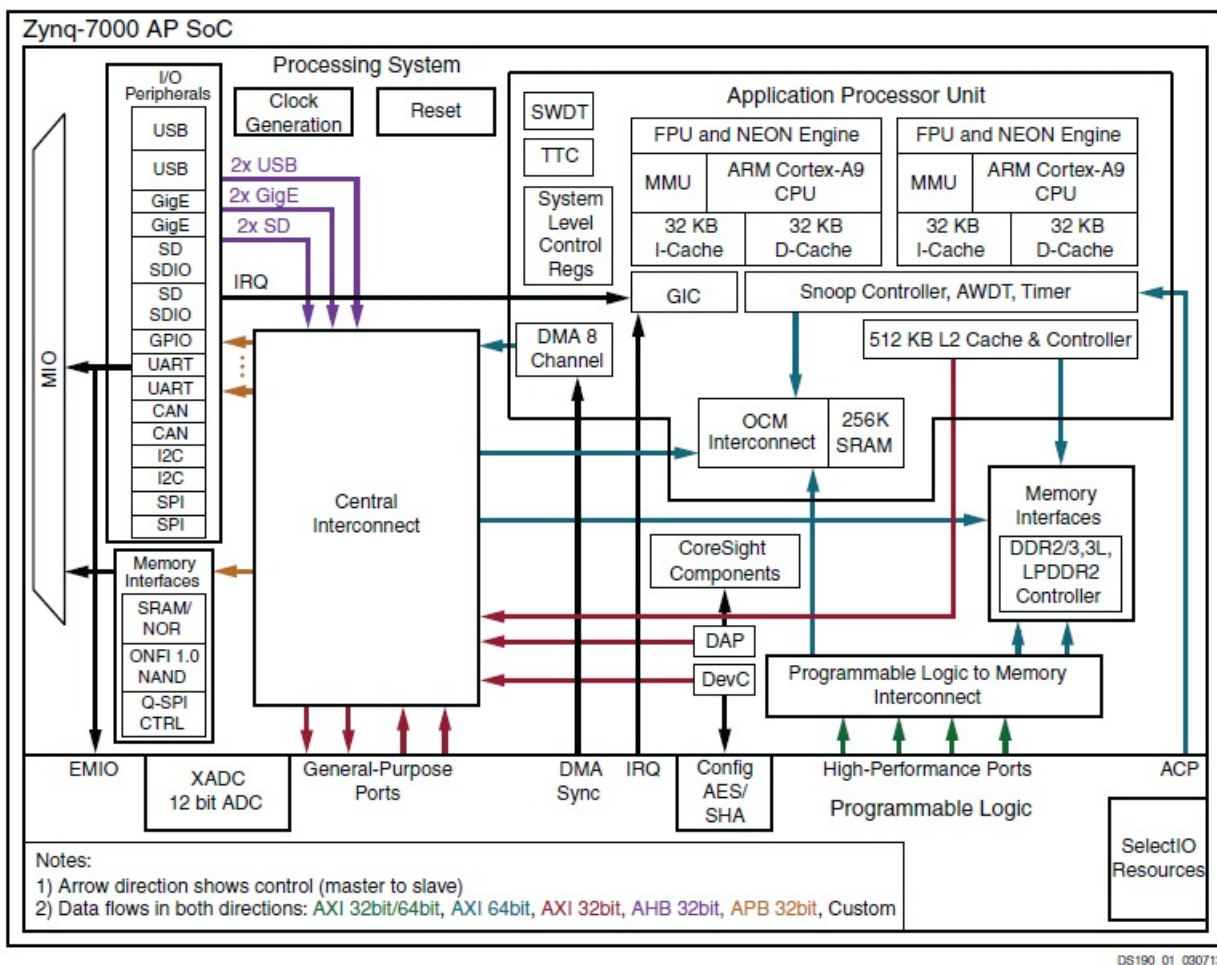 Zynq-7000 AP SoC
Processing System
I/O
Peripherals
USB
USB
GigE
GigE
SD
SDIO
SD
SDIO
GPIO
UART
UART
CAN
CAN
I2C
I2C
SPI
SPI
MIO
Clock
Generation
Reset
2x USB
2x GigE
2x SD
IRQ
Application Processor Unit
SWDT
TTC
System
Level
Control
Regs
FPU and NEON Engine
MMU
ARM Cortex-A9
CPU
32 KB
I-Cache
32 KB
D-Cache
FPU and NEON Engine
MMU
ARM Cortex-A9
CPU
32 KB
I-Cache
32 KB
D-Cache
GIC
Snoop Controller, AWDT, Timer
DMA 8
Channel
512 KB L2 Cache & Controller
OCM
Interconnect
256K
SRAM
Central
Interconnect
Memory
Interfaces
DDR2/3,3L,
LPDDR2
Controller
CoreSight
Components
DAP
DevC
Programmable Logic to Memory
Interconnect
Memory
Interfaces
SRAM/
NOR
ONFI 1.0
NAND
Q-SPI
CTRL
EMIO
XADC
12 bit ADC
General-Purpose
Ports
DMA
Sync
IRQ
Config
AES/
SHA
High-Performance Ports
ACP
Programmable Logic
SelectIO
Resources
Notes:
1) Arrow direction shows control (master to slave)
2) Data flows in both directions: AXI 32bit/64bit, AXI 64bit, AXI 32bit, AHB 32bit, APB 32bit, Custom